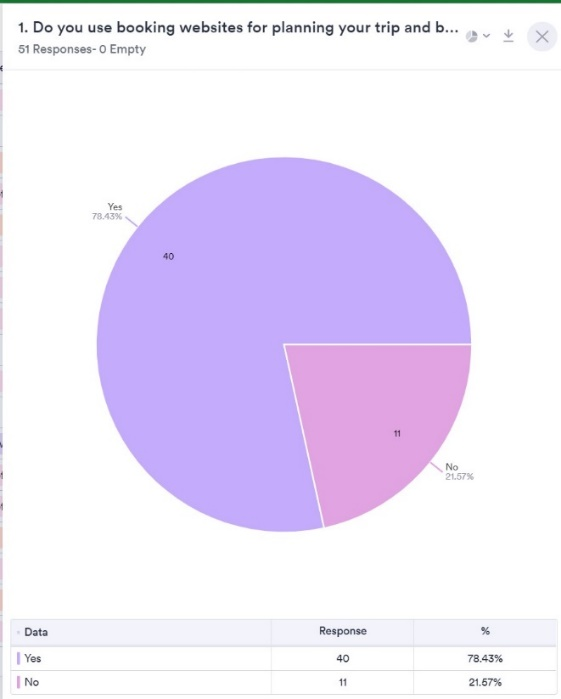 1. Do you use booking websites for planning your trip and b...
51 Responses- 0 Empty
Yes
78.43%
40
11
No
21.57%
Data Response %
Yes 40 78.43%
No 11 21.57%